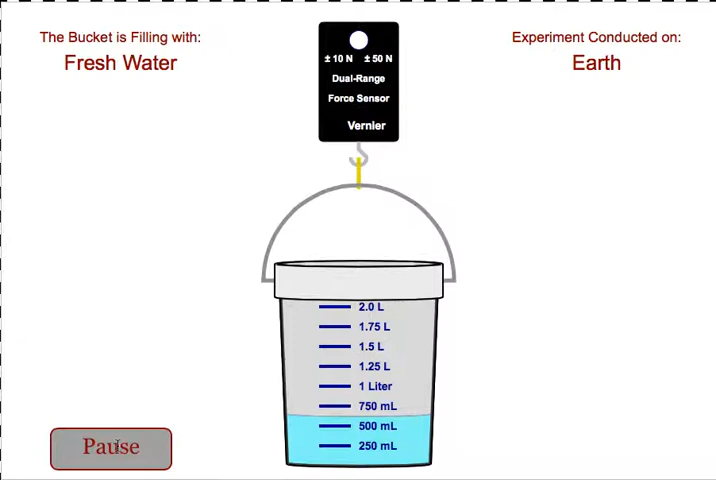 The Bucket is Filling with:
Fresh Water
Experiment Conducted on:
Earth
± 10 N ± 50 N
Dual-Range
Force Sensor
Vernier
2.0 L
1.75 L
1.5 L
1.25 L
1 Liter
750 mL
500 mL
250 mL
Pause